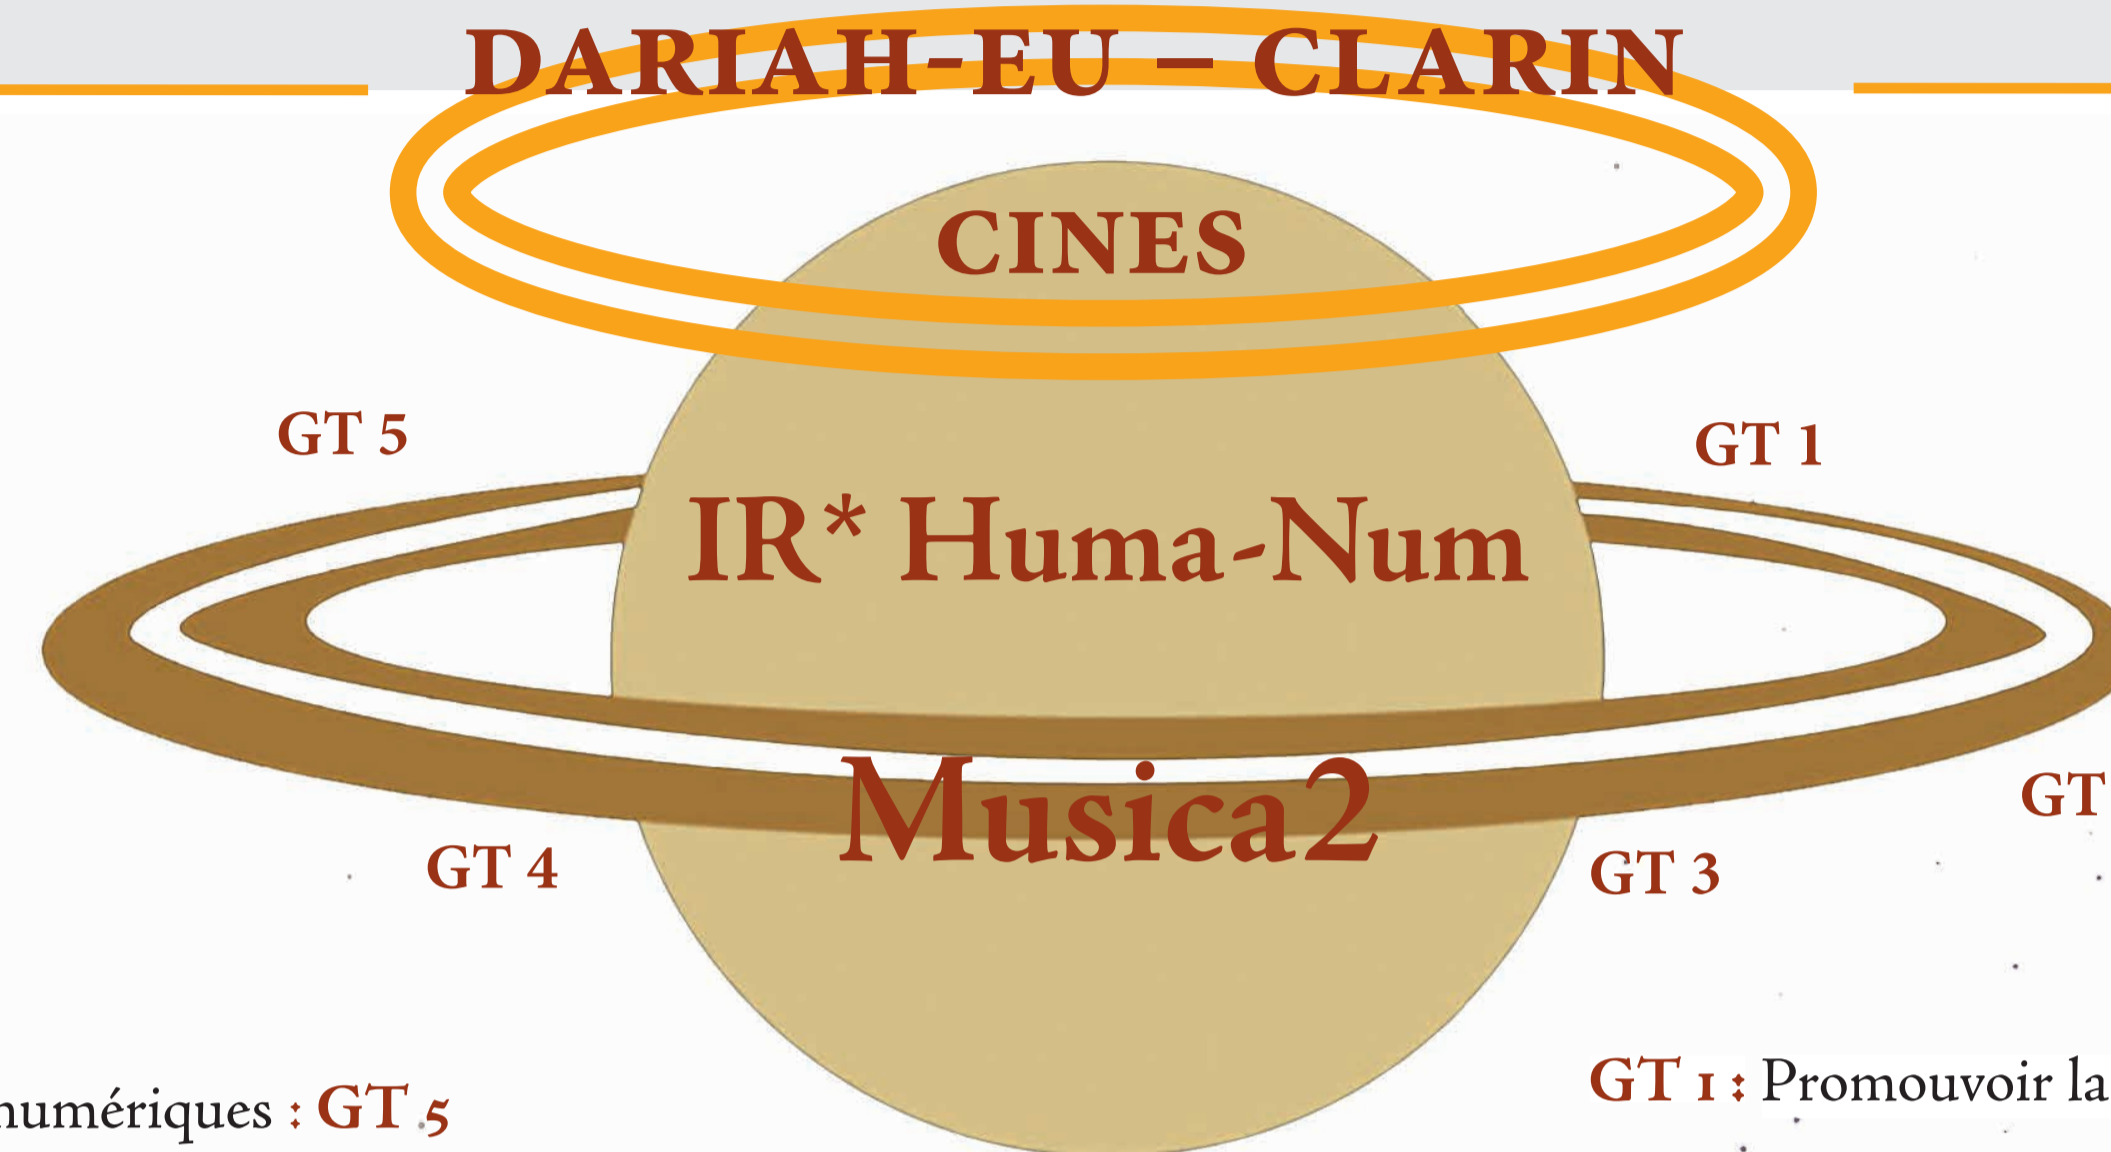 DARIAH-EU – CLARIN
CINES
GT 5
GT 1
IR* Huma-Num
Musica2
GT
GT 4
GT 3
GT 1 : Promouvoir la
numériques : GT 5